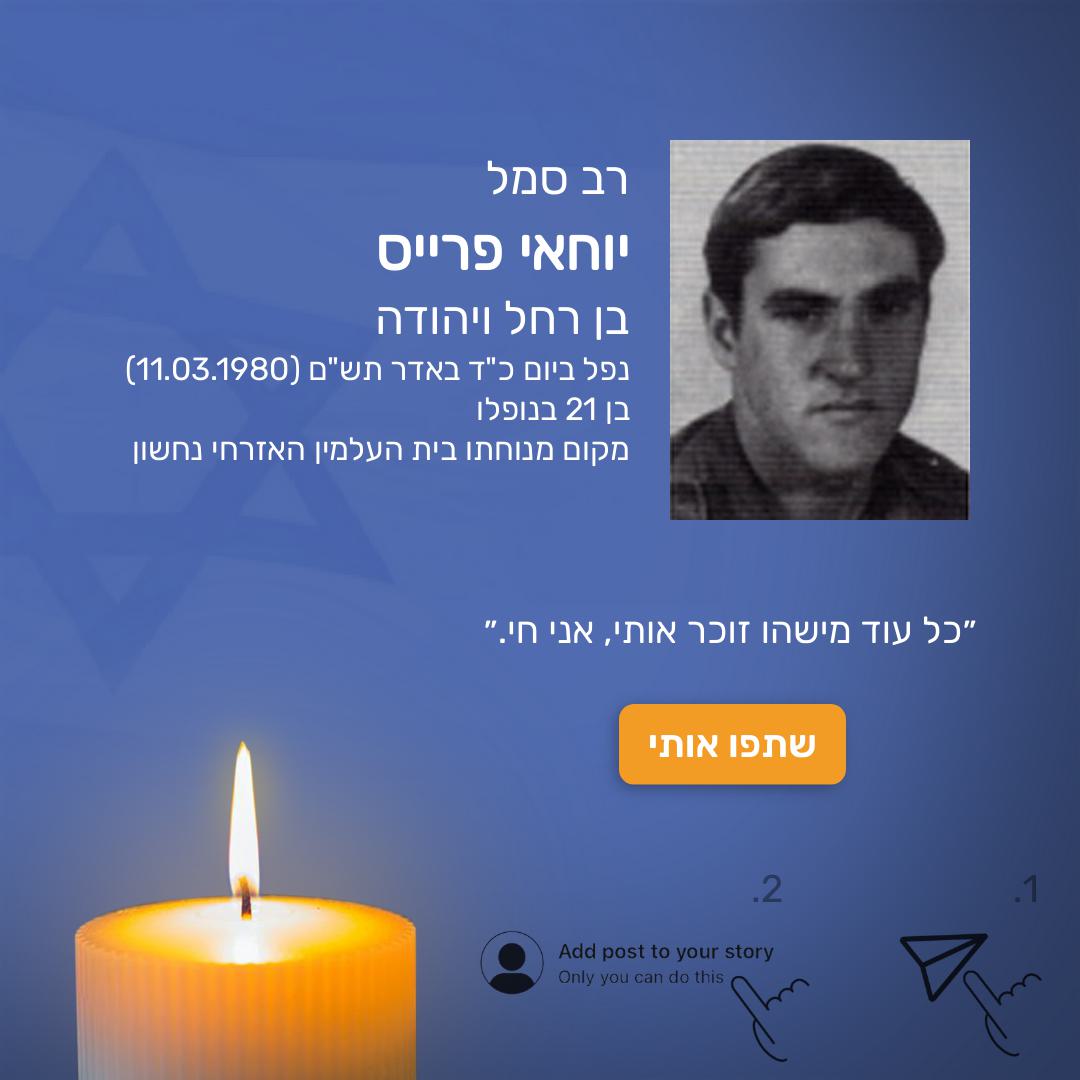 רב סמל
יוחאי פרייס
בן רחל ויהודה
נפל ביום כ"ד באדר תש"ם (11.03.1980)
בן 21 בנופלו
מקום מנוחתו בית העלמין האזרחי נחשון
״כל עוד מישהו זוכר אותי, אני חי.״
שתפו אותי
1.
2.
Add post to your story
Only you can do this